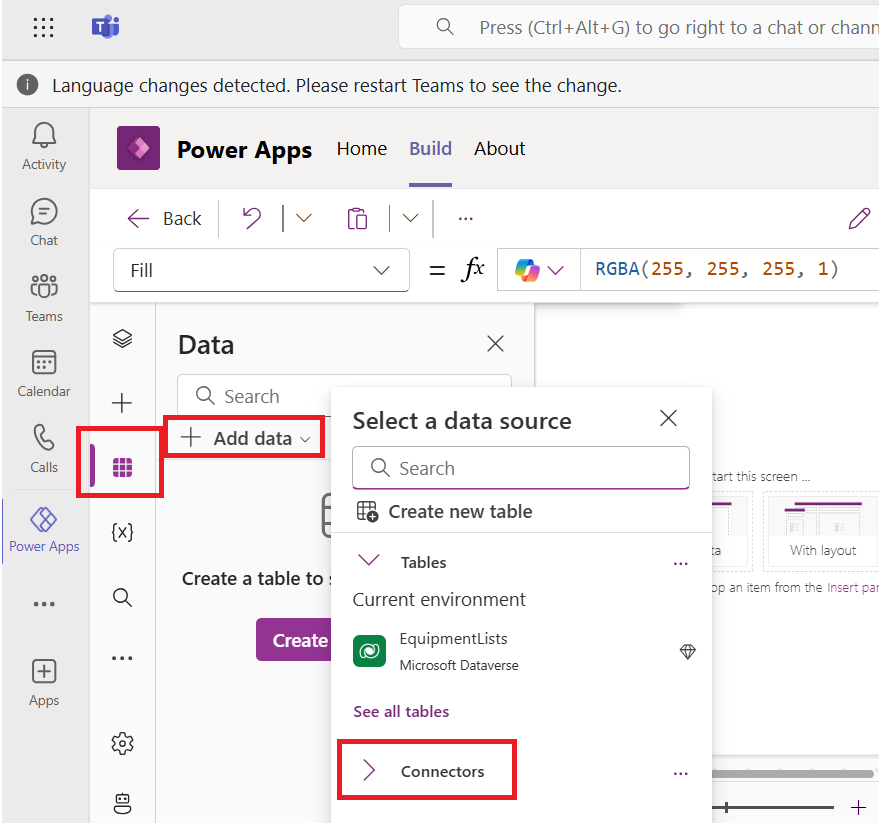 Press (Ctrl+Alt+G) to go right to a chat or chann
Language changes detected. Please restart Teams to see the change.
Activity
Chat
Teams
Calendar
Calls
Power Apps
Apps
Power Apps
Home
Build
About
Back
Fill
= fx
RGBA(255, 255, 255, 1)
Data
Search
Add data
{x}
Create a table to
Create
Select a data source
Search
Create new table
Tables
Current environment
EquipmentLists
Microsoft Dataverse
See all tables
Connectors
tart this screen ...
ta
With layout
op an item from the Insert pan